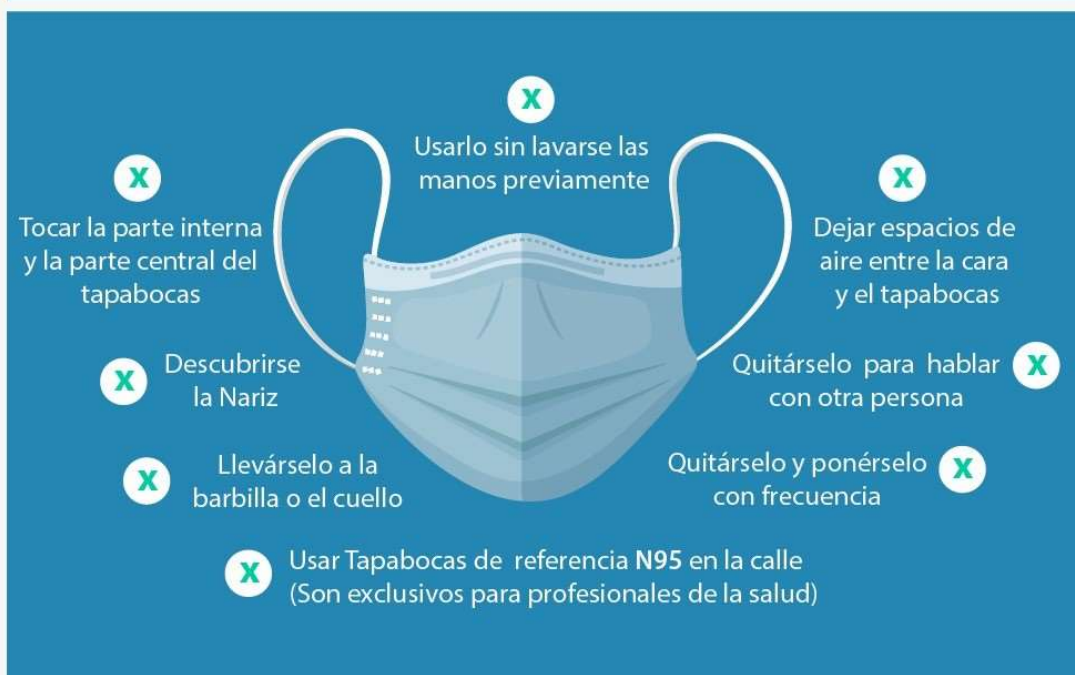 X
Usarlo sin lavarse las
manos previamente
X
Tocar la parte interna
y la parte central del
tapabocas
X
Dejar espacios de
aire entre la cara
y el tapabocas
X
Descubrirse
la Nariz
Quitárselo para hablar
con otra persona
X
X
Llevárselo a la
barbilla o el cuello
Quitárselo y ponérselo
con frecuencia
X
X
Usar Tapabocas de referencia N95 en la calle
(Son exclusivos para profesionales de la salud)